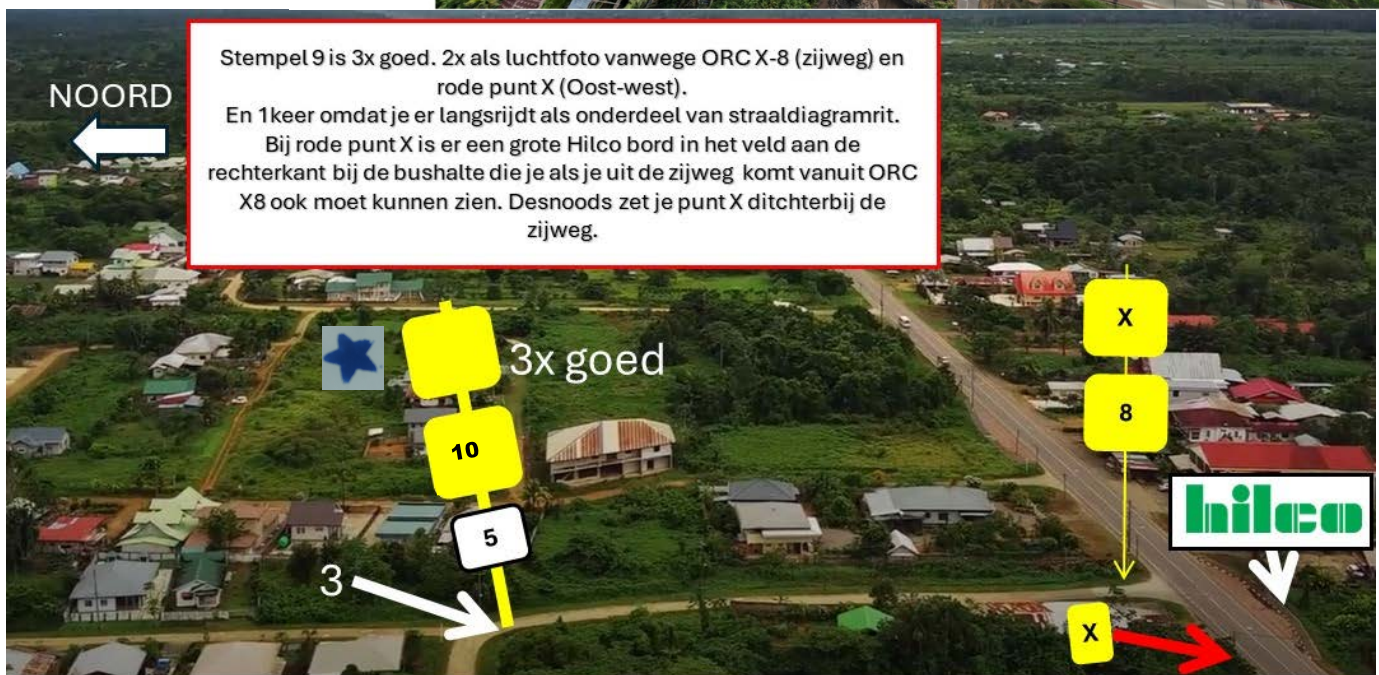 Stempel 9 is 3x goed. 2x als luchtfoto vanwege ORC X-8 (zijweg) en
rode punt X (Oost-west).
En 1keer omdat je er langsrijdt als onderdeel van straaldiagramrit.
Bij rode punt X is er een grote Hilco bord in het veld aan de
rechterkant bij de bushalte die je als je uit de zijweg komt vanuit ORC
X8 ook moet kunnen zien. Desnoods zet je punt X ditchterbij de
zijweg.
NOORD
3x goed
10
5
3
X
8
hilco
X